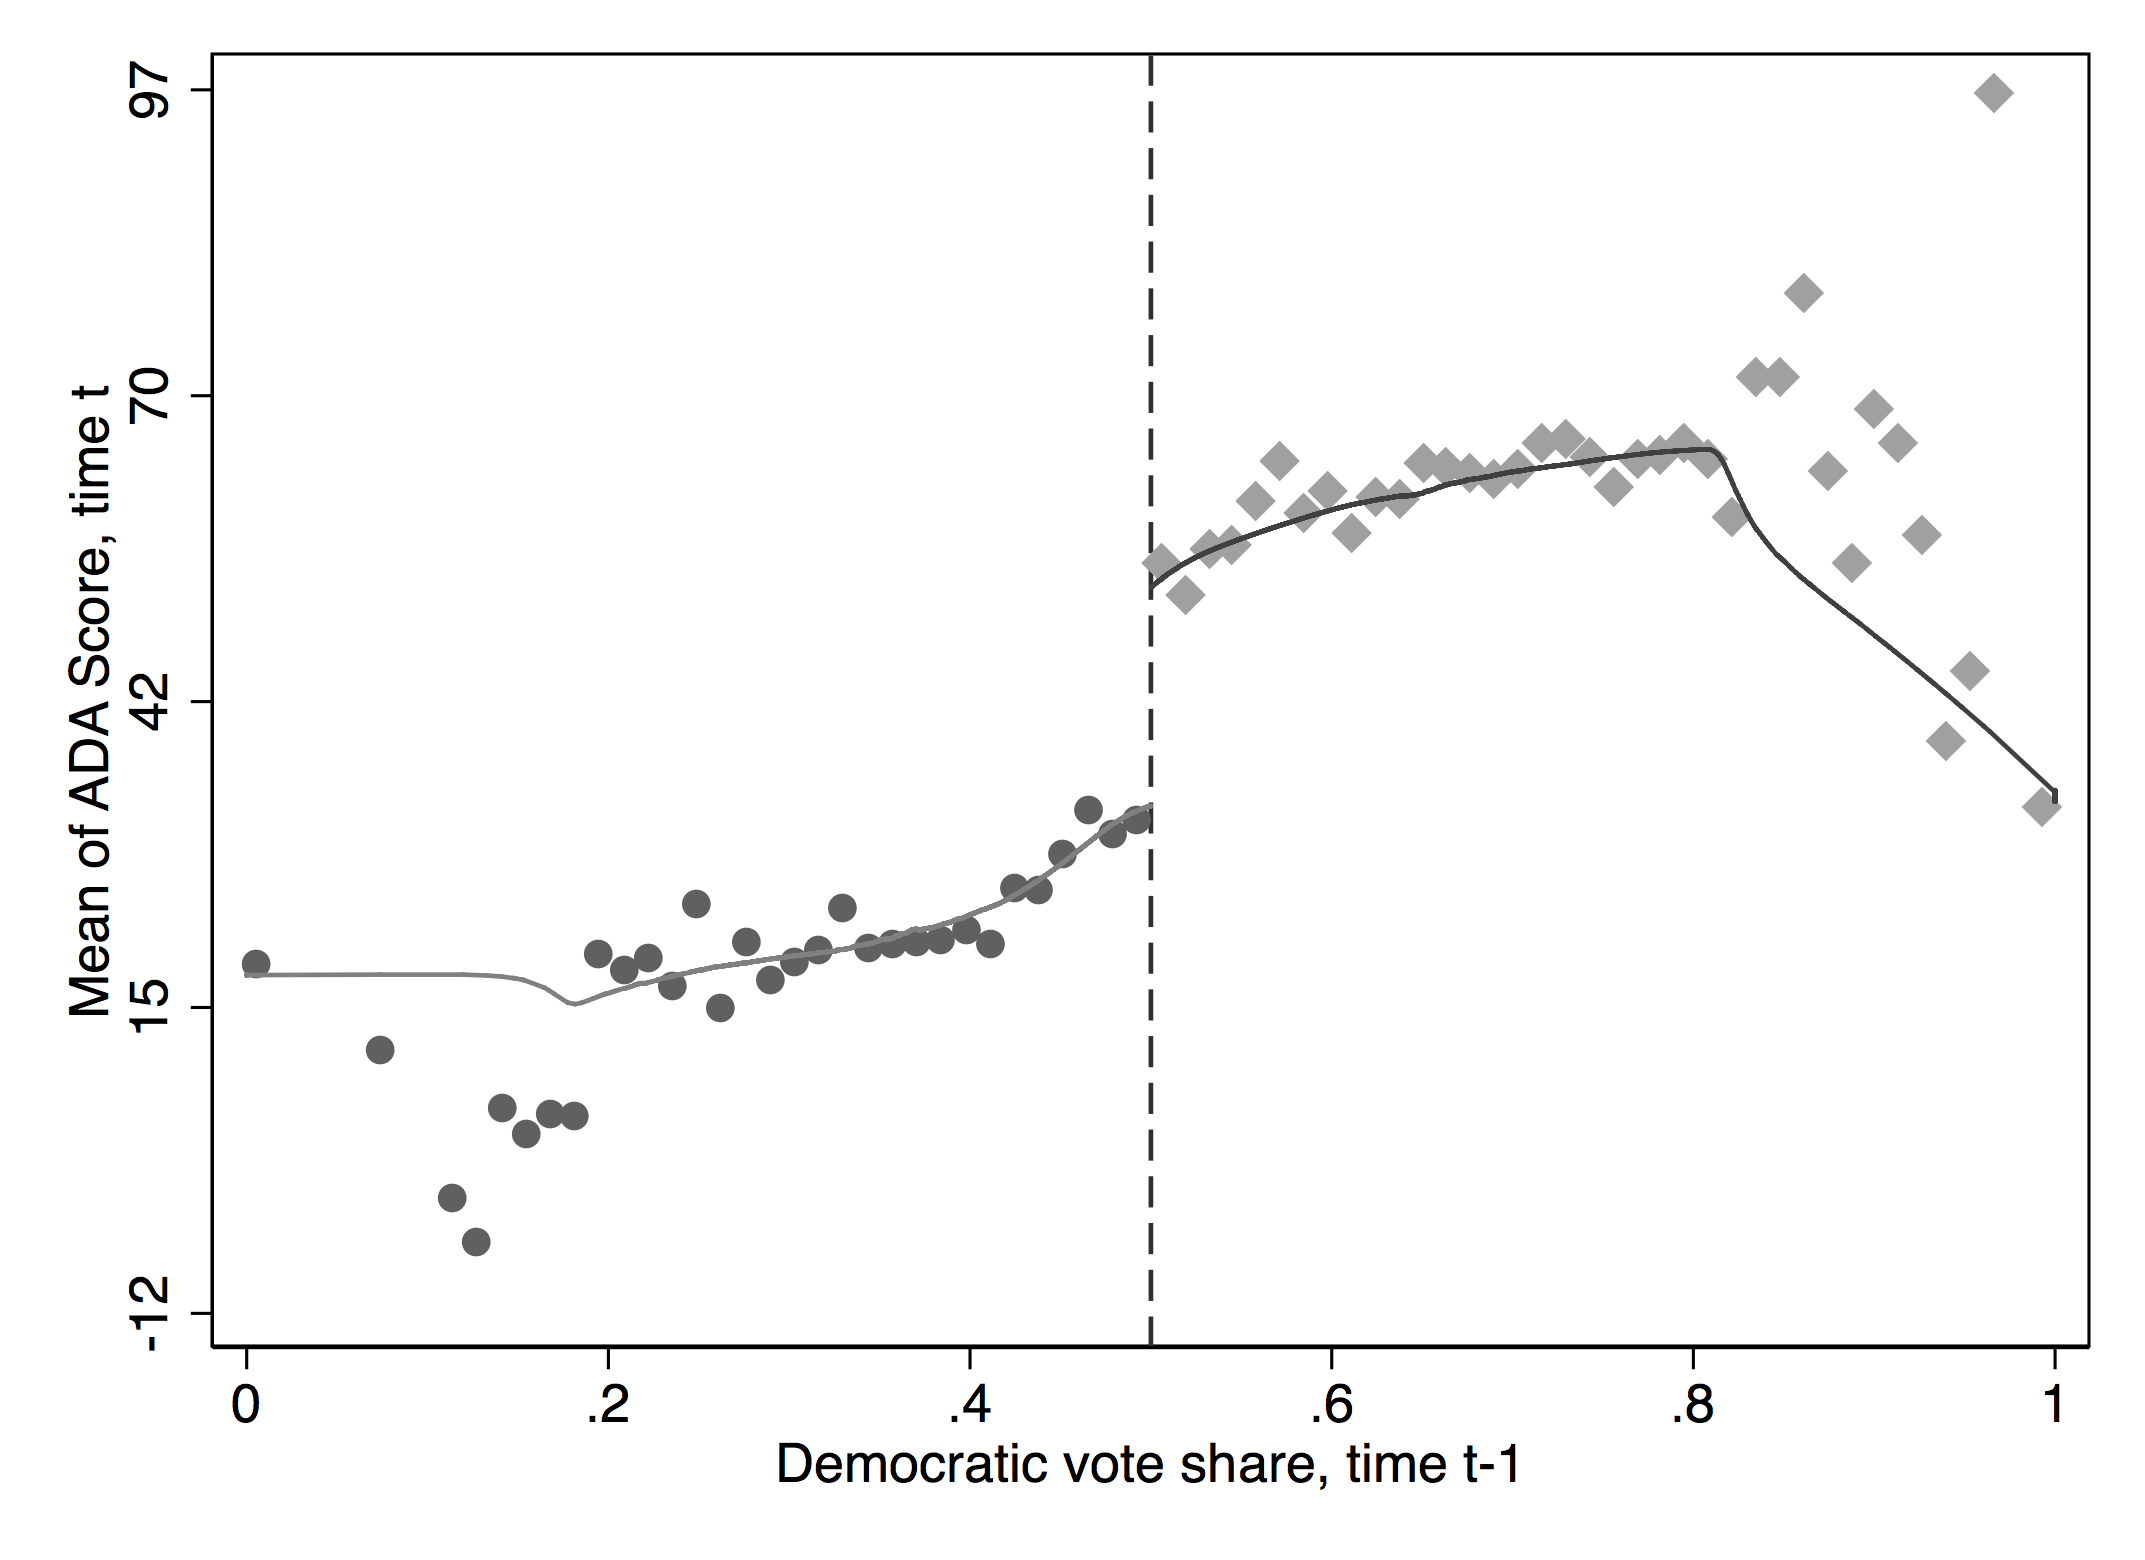 Mean of ADA Score, time t
97
70
42
15
-12
0 .2 .4 .6 .8 1
Democratic vote share, time t-1